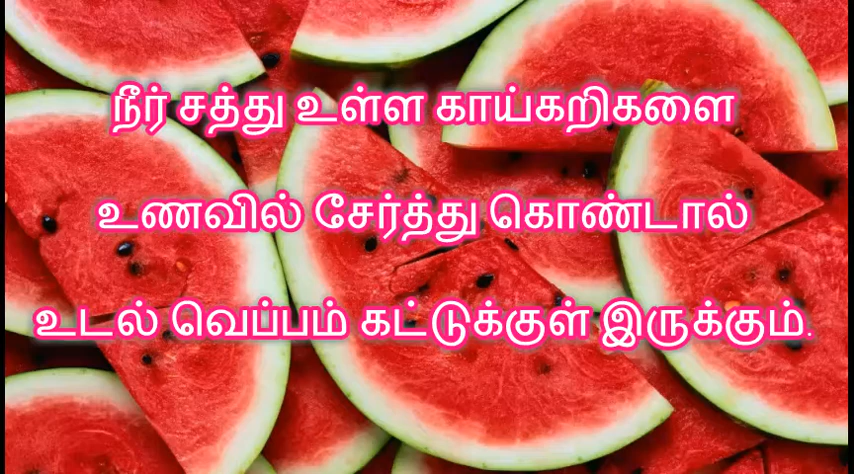 நீர் சத்து உள்ள காய்கறிகளை
உணவில் சேர்த்து கொண்டால்
உடல் வெப்பம் கட்டுக்குள் இருக்கும்.